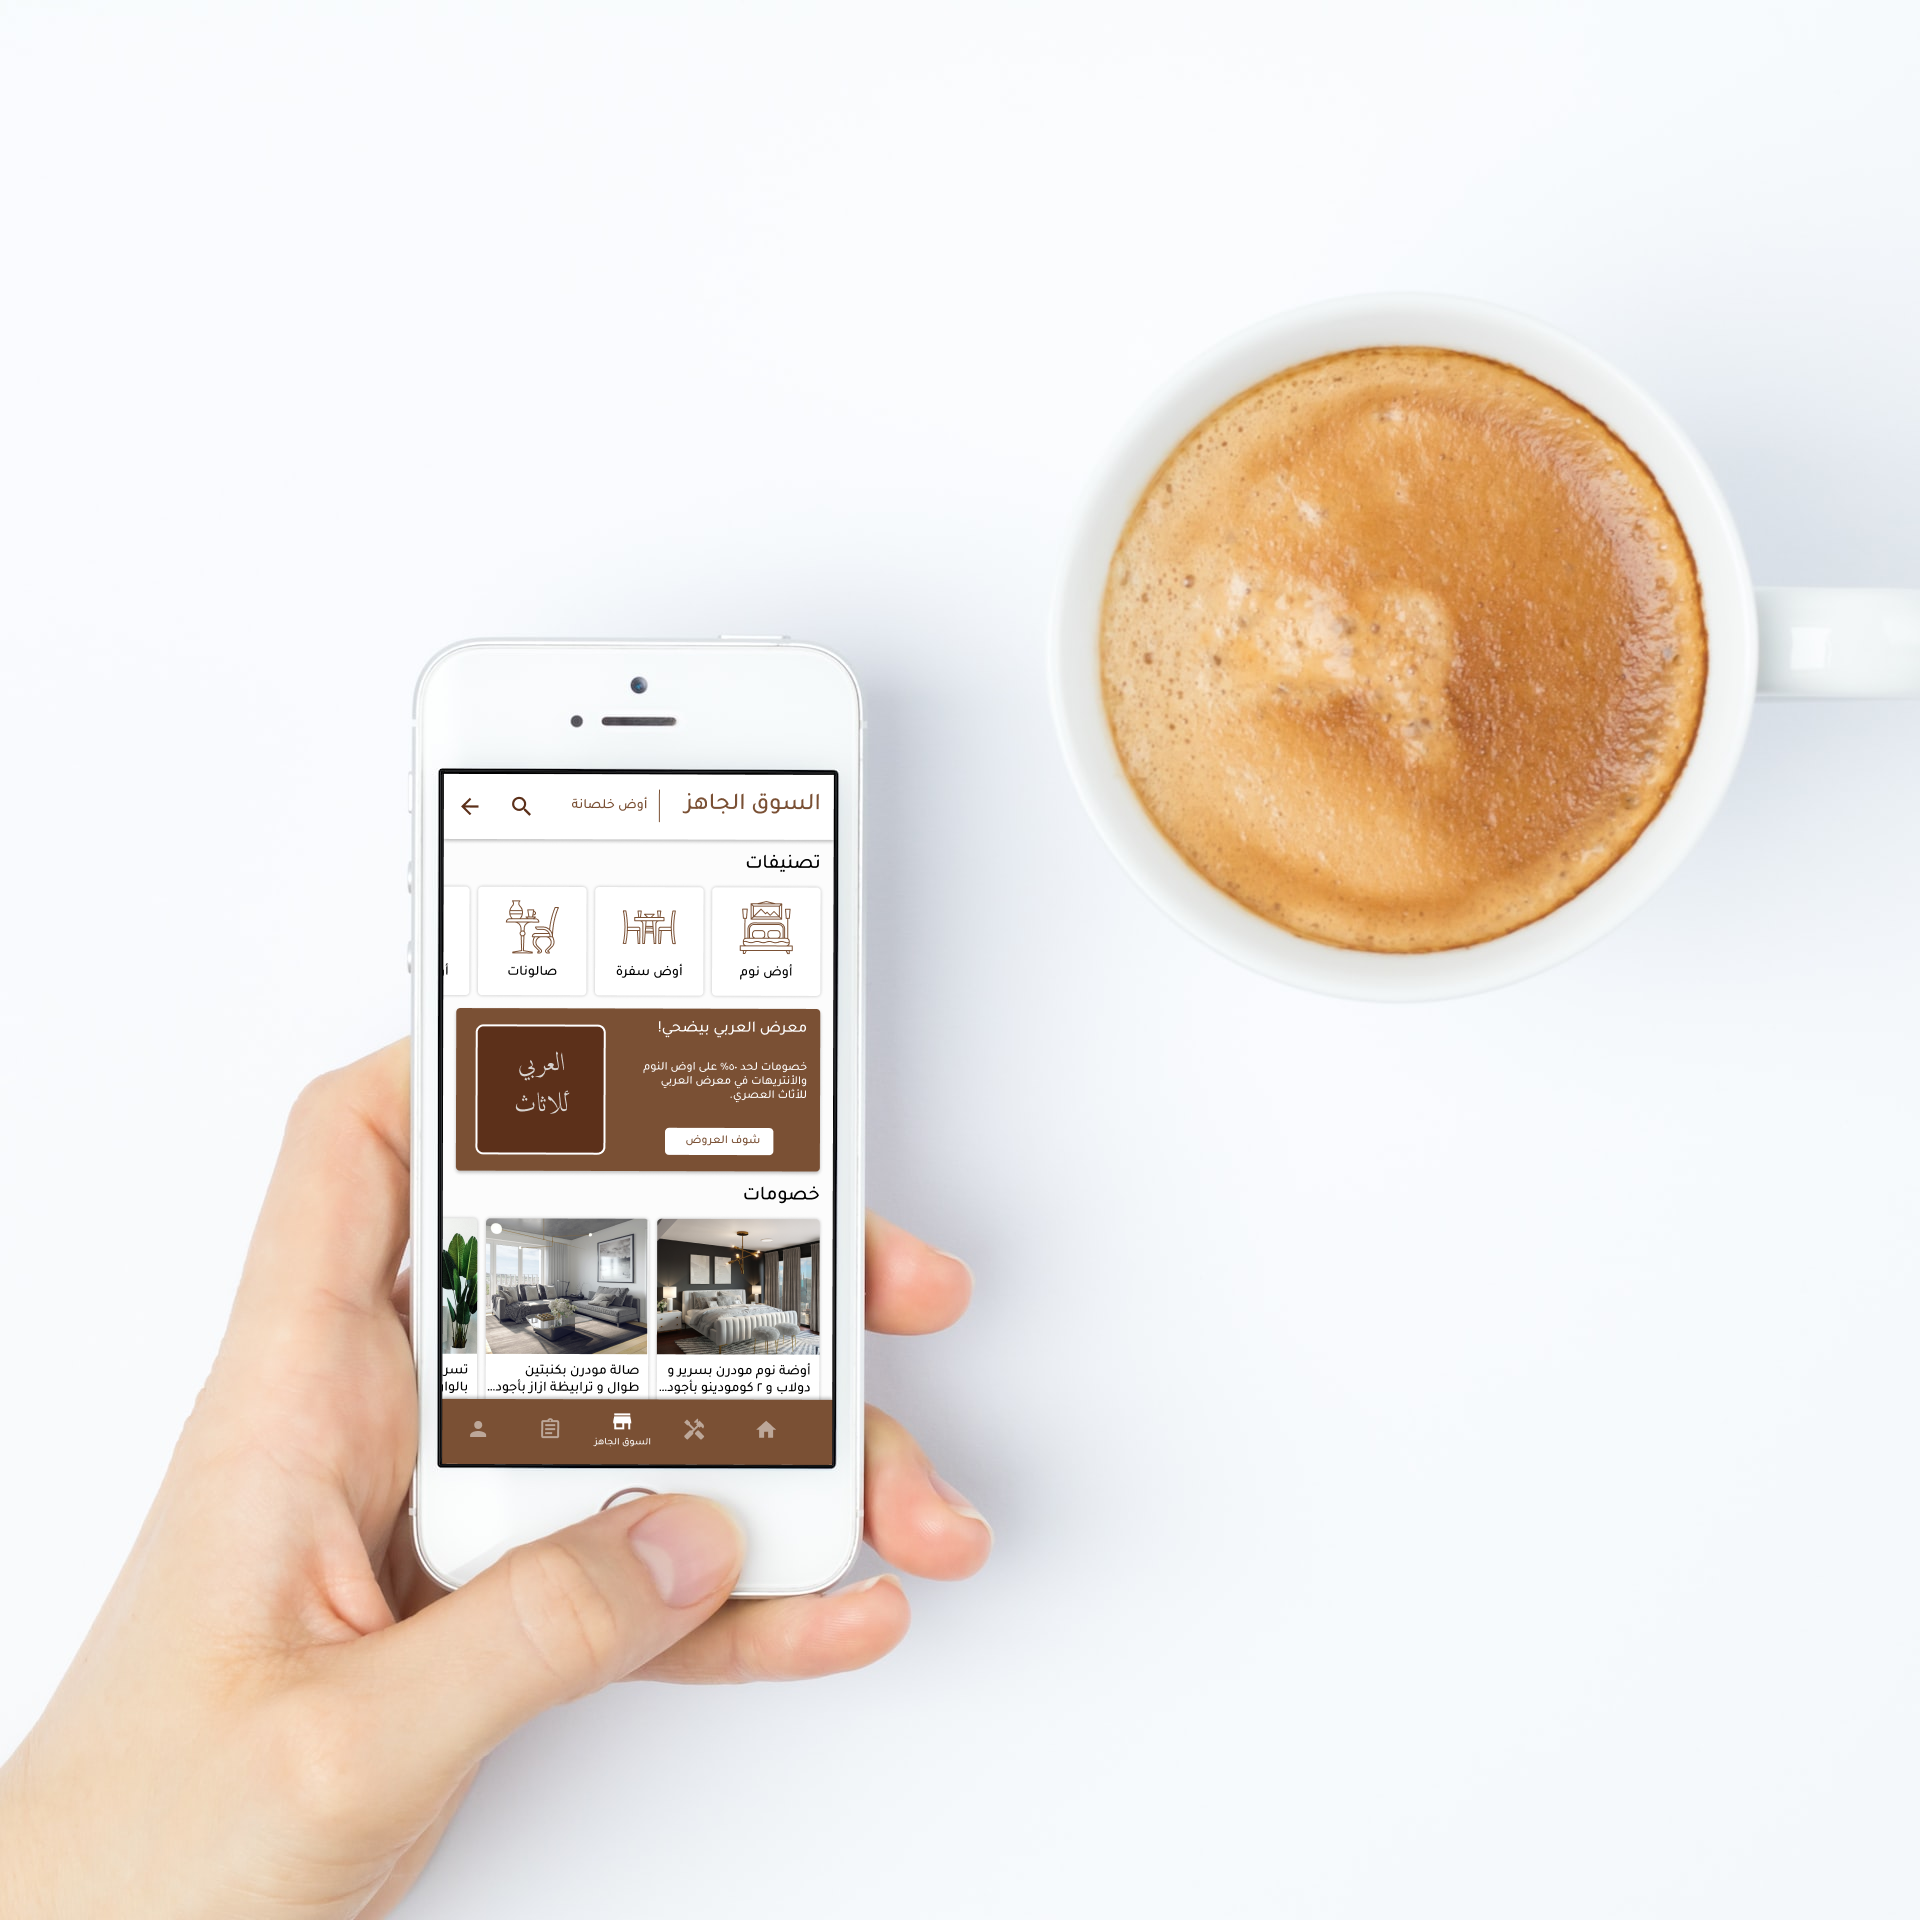 السوق الجاهز
أوض خلصانة
تصنيفات
أوض نوم
أوض سفرة
صالونات
معرض العربي بيضحي!
خصومات لحد ٥٠% على اوض النوم
والأنتريهات في معرض العربي
للأثاث العصري.
شوف العروض
العربي
للاثاث
خصومات
أوضة نوم مودرن بسرير و
دولاب و ٢ كومودينو بأجود...
صالة مودرن بكنبتين
طوال و ترابيظة ازاز بأجود...
السوق الجاهز